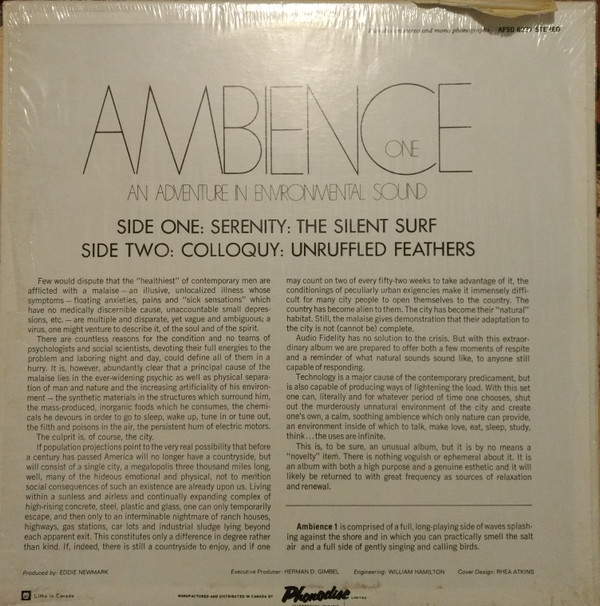 stereo and mono phonographs AFSD 6237 STEREO
AMBIENCE
ONE
AN ADVENTURE IN ENVIRONMENTAL SOUND
SIDE ONE: SERENITY: THE SILENT SURF
SIDE TWO: COLLOQUY: UNRUFFLED FEATHERS
Few would dispute that the "healthiest" of contemporary men are
afflicted with a malaise — an illusive, unlocalized illness whose
symptoms — floating anxieties, pains and "sick sensations" which
have no medically discernible cause, unaccountable small depres-
sions, etc. — are multiple and disparate, yet vague and ambiguous; a
virus, one might venture to describe it, of the soul and of the spirit.
There are countless reasons for the condition and no teams of
psychologists and social scientists, devoting their full energies to the
problem and laboring night and day, could define all of them in a
hurry. It is, however, abundantly clear that a principal cause of the
malaise lies in the ever-widening psychic as well as physical separa-
tion of man and nature and the increasing artificiality of his environ-
ment — the synthetic materials in the structures which surround him,
the mass-produced, inorganic foods which he consumes, the chemi-
cals he devours in order to go to sleep, wake up, tune in or tune out,
the filth and poisons in the air, the persistent hum of electric motors.
The culprit is, of course, the city.
If population projections point to the very real possibility that before
a century has passed America will no longer have a countryside, but
will consist of a single city, a megalopolis three thousand miles long,
well, many of the hideous emotional and physical, not to mention
social consequences of such an existence are already upon us. Living
within a sunless and airless and continually expanding complex of
high-rising concrete, steel, plastic and glass, one can only temporarily
escape, and then only to an interminable nightmare of ranch houses,
highways, gas stations, car lots and industrial sludge lying beyond
each apparent exit. This constitutes only a difference in degree rather
than kind. If, indeed, there is still a countryside to enjoy, and if one
may count on two of every fifty-two weeks to take advantage of it, the
conditionings of peculiarly urban exigencies make it immensely diffi-
cult for many city people to open themselves to the country. The
country has become alien to them. The city has become their "natural"
habitat. Still, the malaise gives demonstration that their adaptation to
the city is not (cannot be) complete.
Audio Fidelity has no solution to the crisis. But with this extraor-
dinary album we are prepared to offer both a few moments of respite
and a reminder of what natural sounds sound like, to anyone still
capable of responding.
Technology is a major cause of the contemporary predicament, but
is also capable of producing ways of lightening the load. With this set
one can, literally and for whatever period of time one chooses, shut
out the murderously unnatural environment of the city and create
one's own, a calm, soothing ambience which only nature can provide,
an environment inside of which to talk, make love, eat, sleep, study,
think . . . the uses are infinite.
This is, to be sure, an unusual album, but it is by no means a
"novelty" item. There is nothing voguish or ephemeral about it. It is
an album with both a high purpose and a genuine esthetic and it will
likely be returned to with great frequency as sources of relaxation
and renewal.
Ambience 1 is comprised of a full, long-playing side of waves splash-
ing against the shore and in which you can practically smell the salt
air and a full side of gently singing and calling birds.
Produced by: EDDIE NEWMARK Executive Producer: HERMAN D. GIMBEL Engineering: WILLIAM HAMILTON Cover Design: RHEA ATKINS
Litho in Canada MANUFACTURED AND DISTRIBUTED IN CANADA BY Phonodisc LIMITED